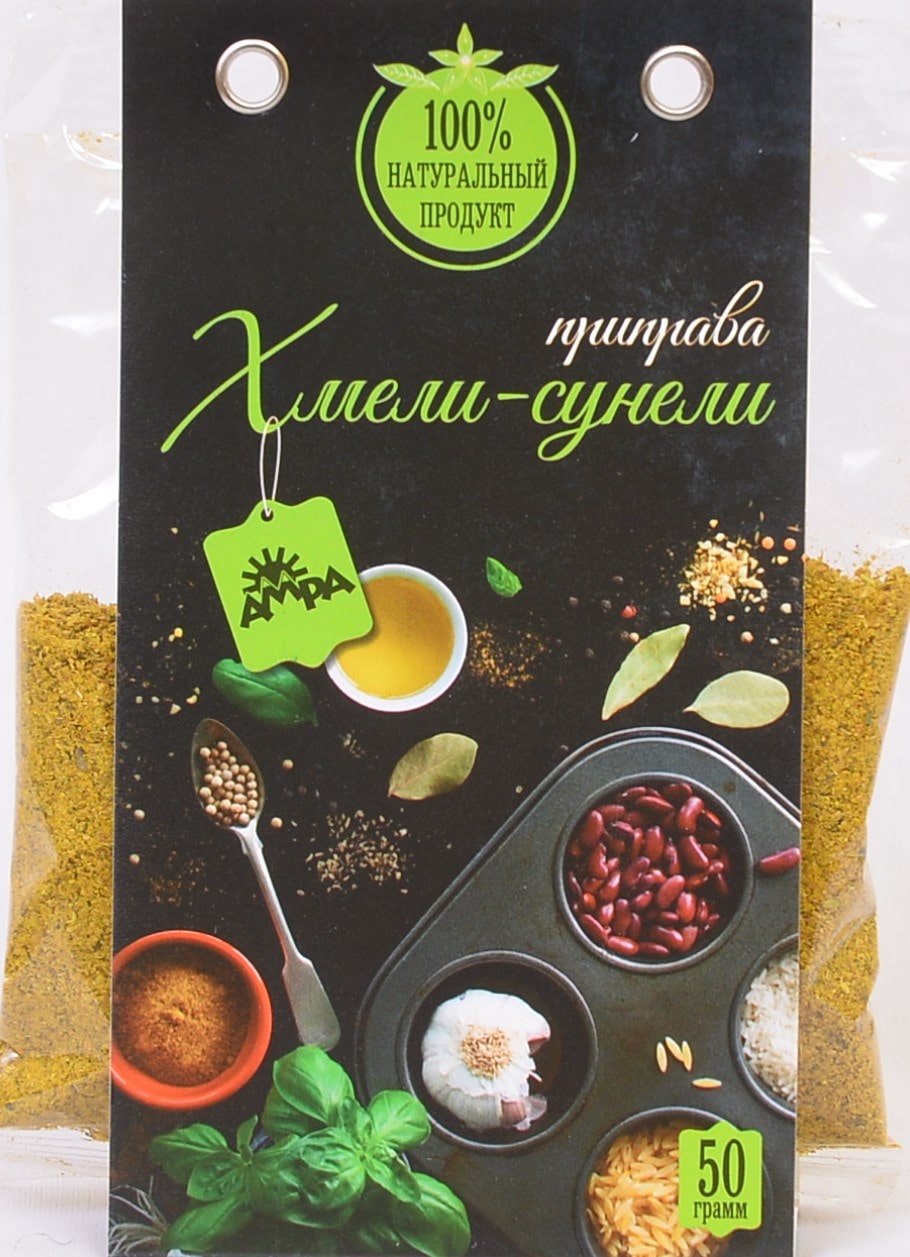 100%
НАТУРАЛЬНЫЙ
ПРОДУКТ
приправа
Хмели-сунели
АМРА
50
грамм